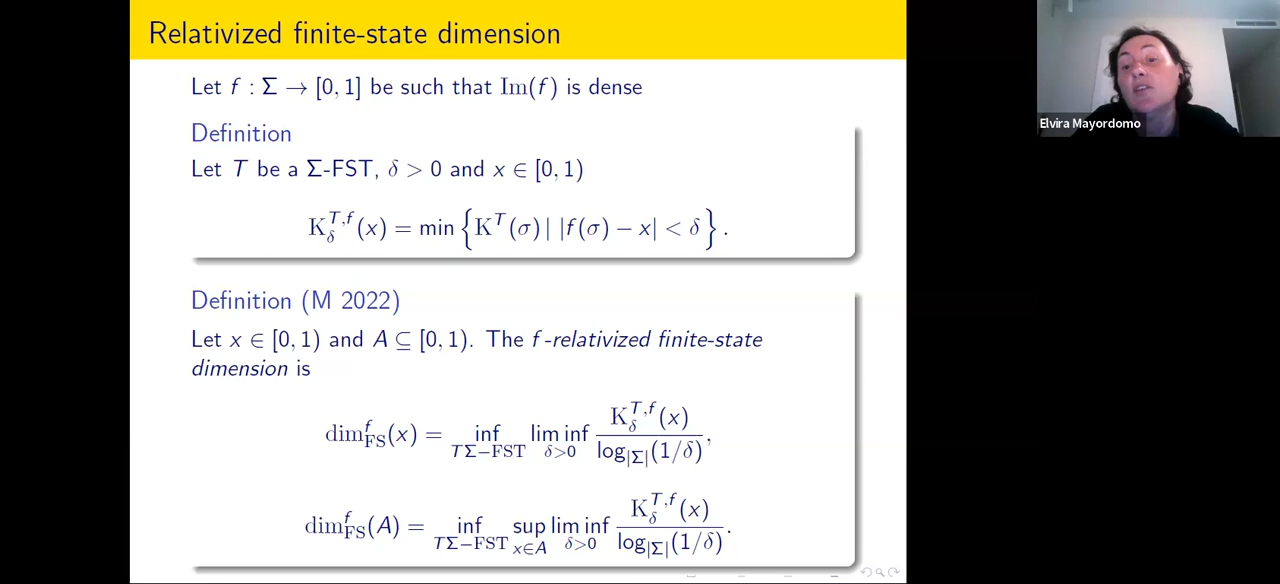 Relativized finite-state dimension
Let f : Σ → [0, 1] be such that Im(f) is dense
Definition
Let T be a Σ-FST, δ > 0 and x ∈ [0, 1)
K_δ^{T,f}(x) = min {K^T(σ)| |f(σ) − x| < δ} .
Definition (M 2022)
Let x ∈ [0, 1) and A ⊆ [0, 1). The f-relativized finite-state
dimension is
dim_FS^f(x) = inf_{TΣ−FST} lim inf_{δ>0} K_δ^{T,f}(x) / log_{|Σ|}(1/δ),
dim_FS^f(A) = inf_{TΣ−FST} sup_{x∈A} lim inf_{δ>0} K_δ^{T,f}(x) / log_{|Σ|}(1/δ).
Elvira Mayordomo